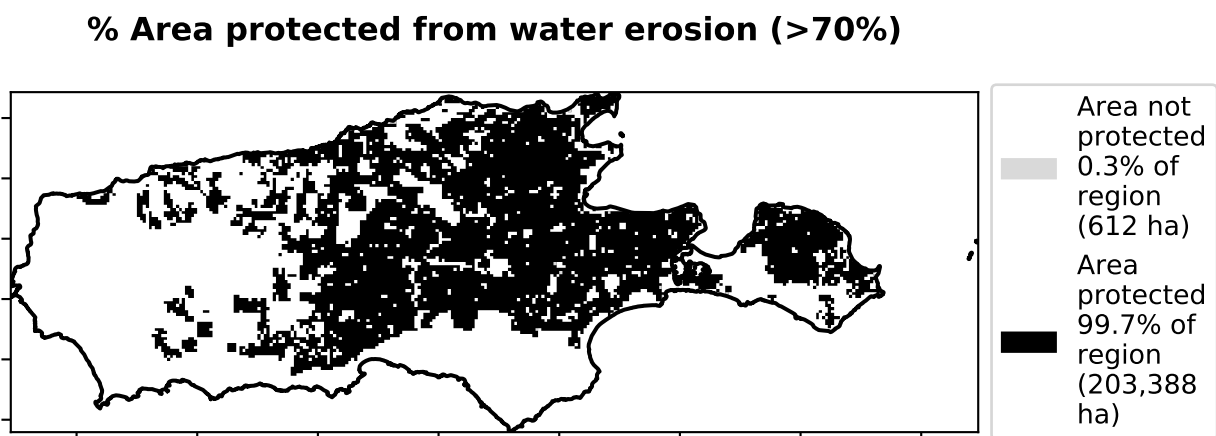 % Area protected from water erosion (>70%)
Area not
protected
0.3% of
region
(612 ha)
Area
protected
99.7% of
region
(203,388
ha)